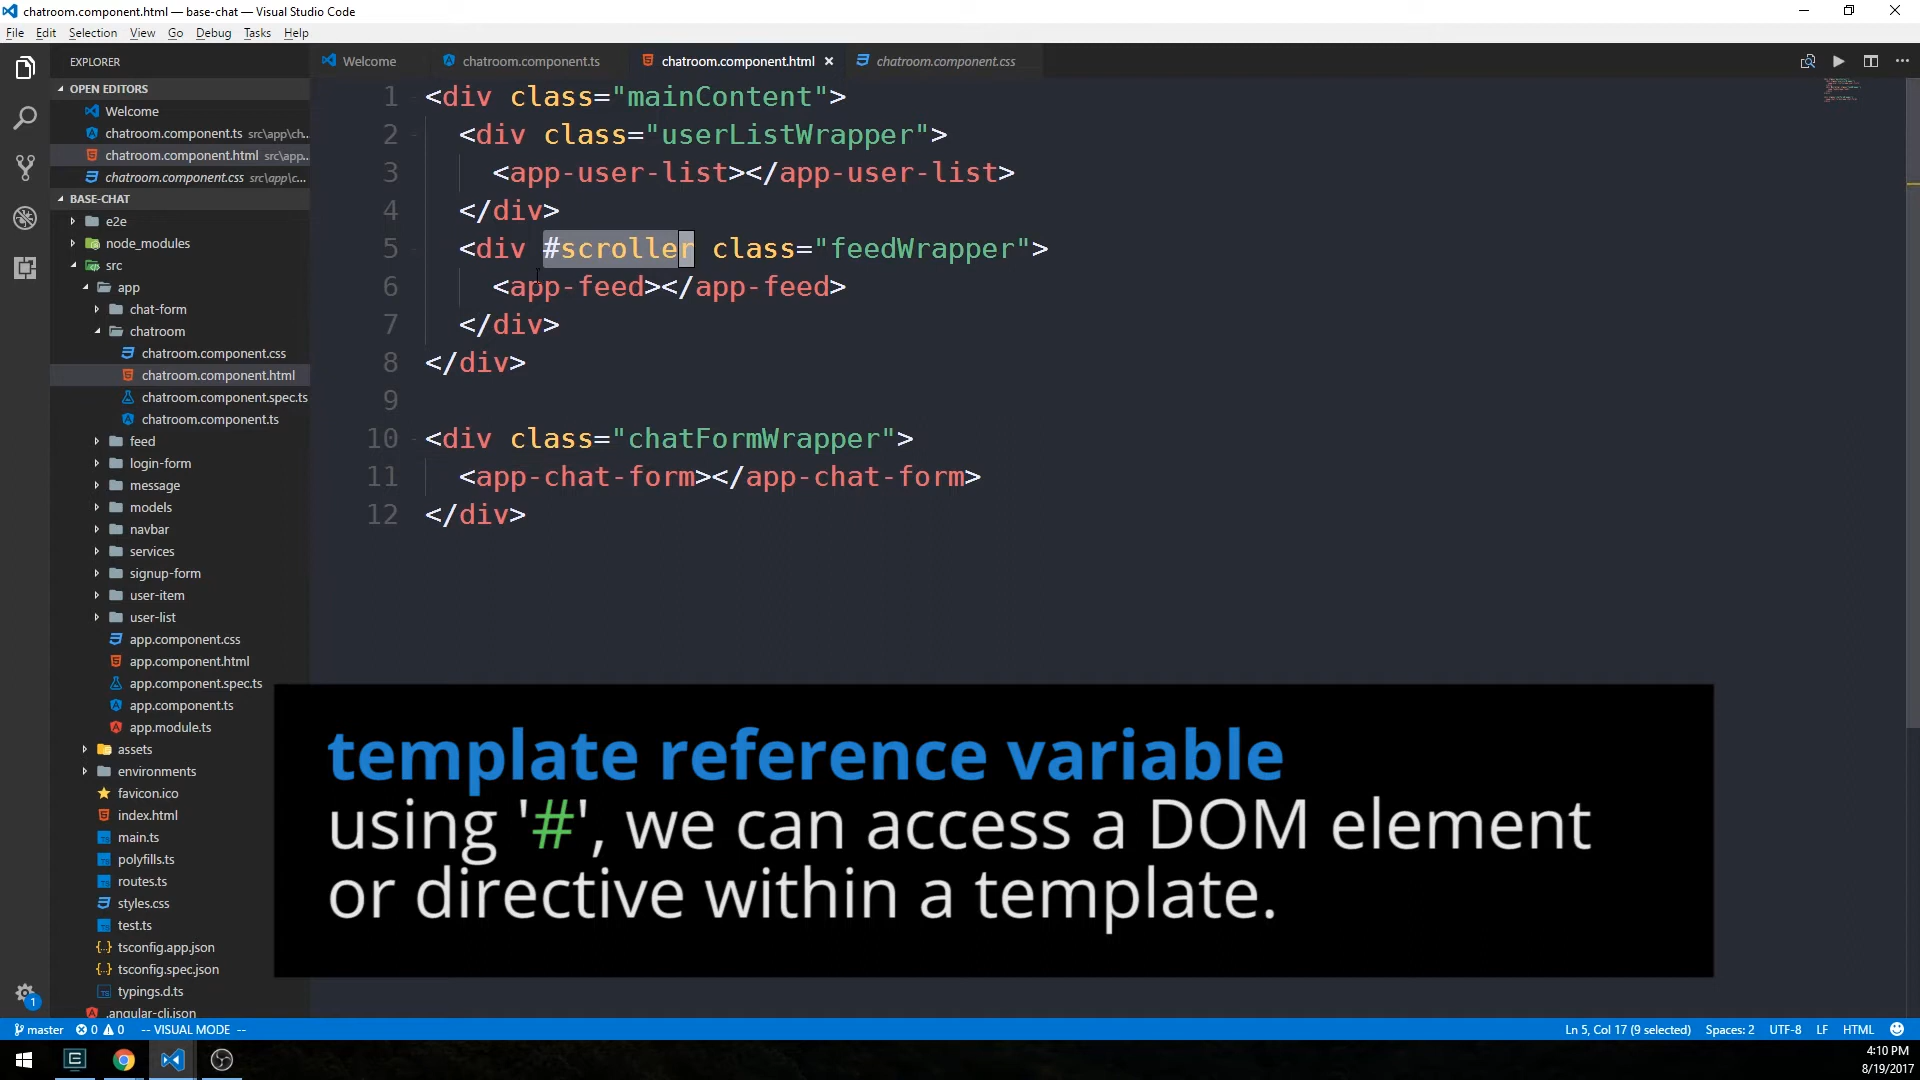 chatroom.component.html — base-chat — Visual Studio Code
File Edit Selection View Go Debug Tasks Help
EXPLORER
OPEN EDITORS
Welcome
chatroom.component.ts src\app\ch...
chatroom.component.html src\app...
chatroom.component.css src\app\c...
BASE-CHAT
e2e
node_modules
src
app
chat-form
chatroom
chatroom.component.css
chatroom.component.html
chatroom.component.spec.ts
chatroom.component.ts
feed
login-form
message
models
navbar
services
signup-form
user-item
user-list
app.component.css
app.component.html
app.component.spec.ts
app.component.ts
app.module.ts
assets
environments
favicon.ico
index.html
main.ts
polyfills.ts
routes.ts
styles.css
test.ts
tsconfig.app.json
tsconfig.spec.json
typings.d.ts
.angular-cli.json
Welcome chatroom.component.ts chatroom.component.html chatroom.component.css
1 <div class="mainContent">
2 <div class="userListWrapper">
3 <app-user-list></app-user-list>
4 </div>
5 <div #scroller class="feedWrapper">
6 <app-feed></app-feed>
7 </div>
8 </div>
9
10 <div class="chatFormWrapper">
11 <app-chat-form></app-chat-form>
12 </div>
template reference variable
using '#', we can access a DOM element
or directive within a template.
1
master 0 0 -- VISUAL MODE -- Ln 5, Col 17 (9 selected) Spaces: 2 UTF-8 LF HTML
4:10 PM
8/19/2017